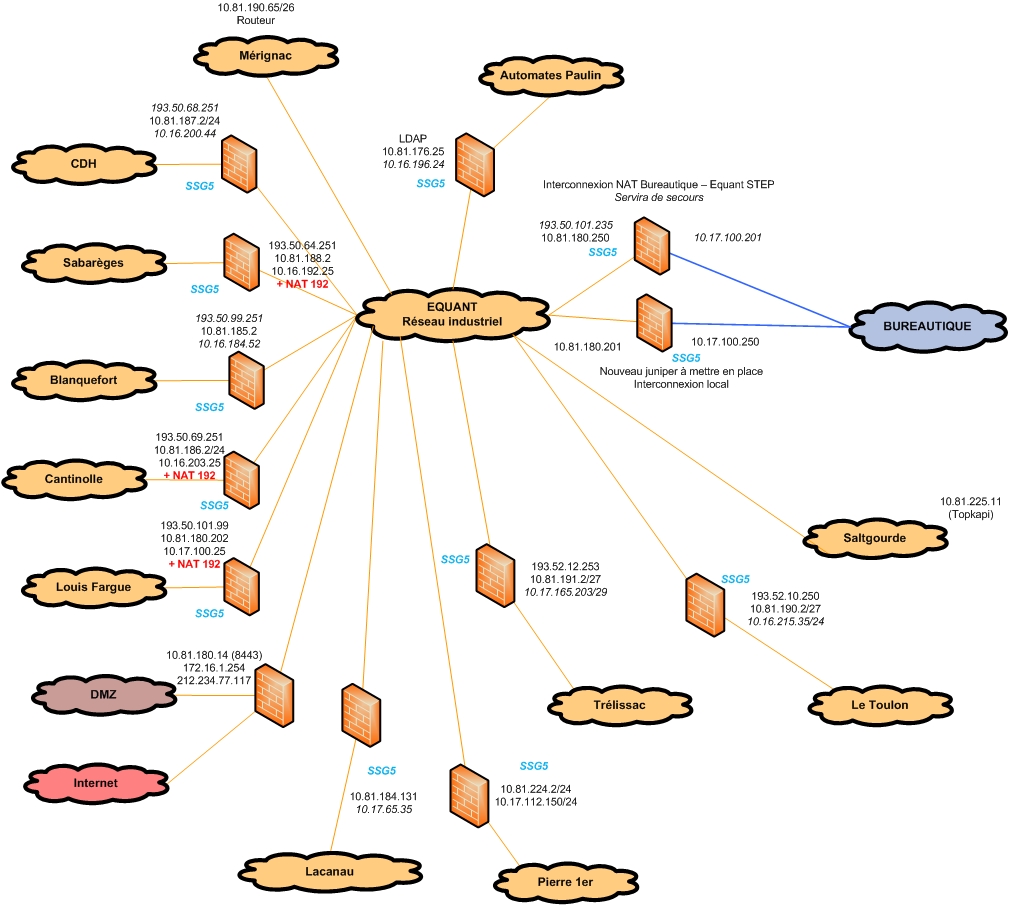 10.81.190.65/26
Routeur
Mérignac
Automates Paulin
193.50.68.251
10.81.187.2/24
10.16.200.44
CDH
SSG5
LDAP
10.81.176.25
10.16.196.24
SSG5
Interconnexion NAT Bureautique – Equant STEP
Servira de secours
193.50.101.235
10.81.180.250
SSG5
10.17.100.201
Sabarèges
193.50.64.251
10.81.188.2
10.16.192.25
+ NAT 192
SSG5
EQUANT
Réseau industriel
BUREAUTIQUE
193.50.99.251
10.81.185.2
10.16.184.52
Blanquefort
SSG5
10.81.180.201
10.17.100.250
SSG5
Nouveau juniper à mettre en place
Interconnexion local
193.50.69.251
10.81.186.2/24
10.16.203.25
+ NAT 192
Cantinolle
SSG5
10.81.225.11
(Topkapi)
Saltgourde
193.50.101.99
10.81.180.202
10.17.100.25
+ NAT 192
Louis Fargue
SSG5
SSG5
193.52.12.253
10.81.191.2/27
10.17.165.203/29
SSG5
193.52.10.250
10.81.190.2/27
10.16.215.35/24
10.81.180.14 (8443)
172.16.1.254
212.234.77.117
DMZ
Trélissac
Le Toulon
Internet
SSG5
10.81.184.131
10.17.65.35
SSG5
10.81.224.2/24
10.17.112.150/24
Lacanau
Pierre 1er